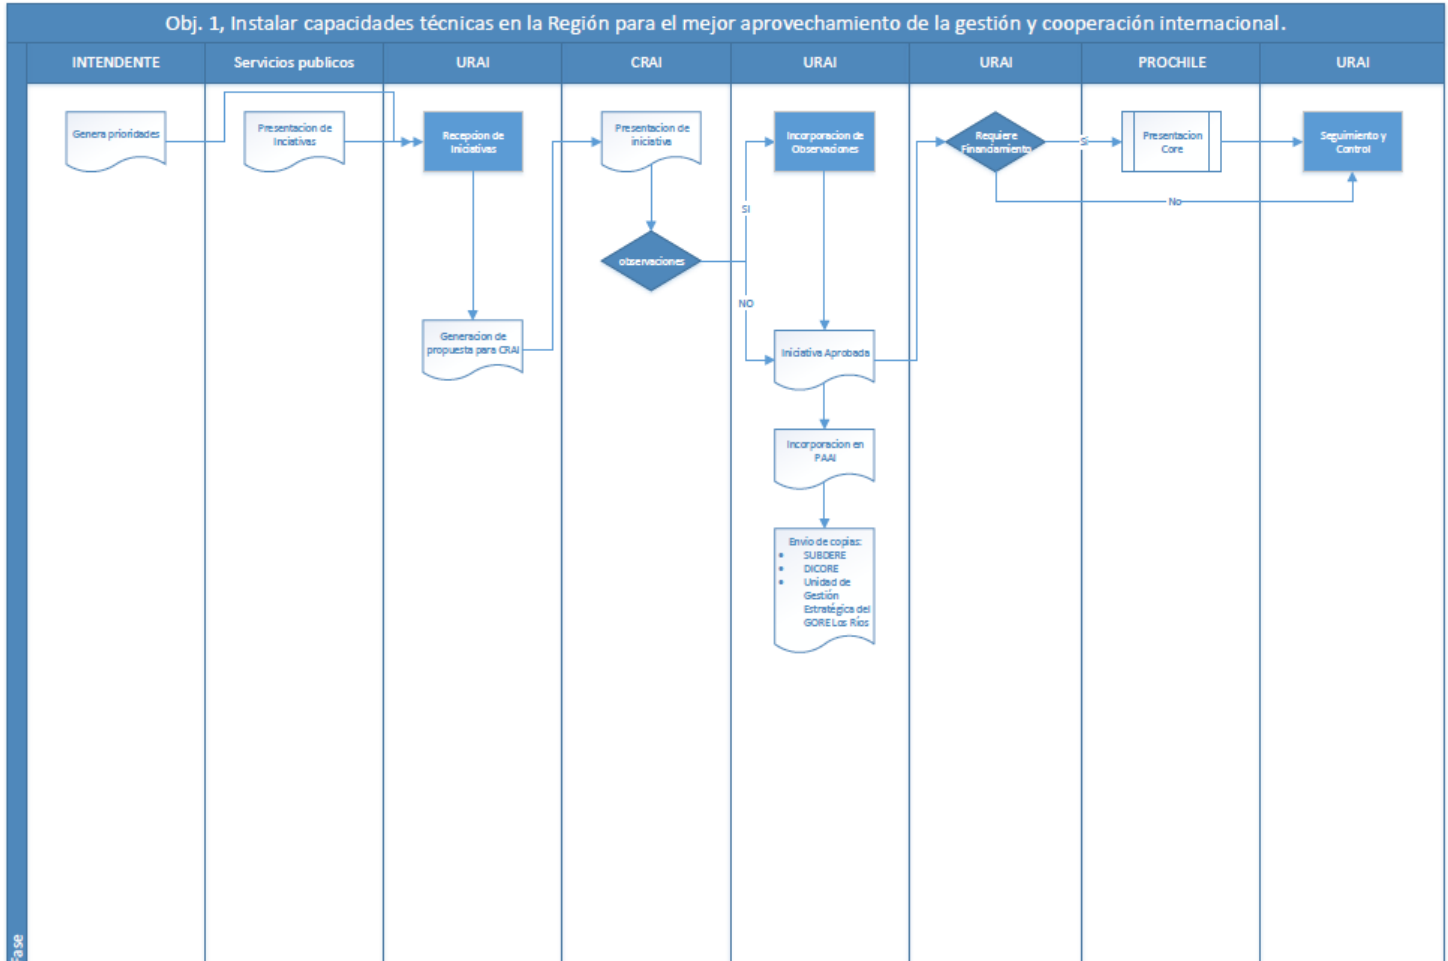 Obj. 1, Instalar capacidades técnicas en la Región para el mejor aprovechamiento de la gestión y cooperación internacional.
INTENDENTE
Servicios publicos
URAI
CRAI
URAI
URAI
PROCHILE
URAI
Genera prioridades
Presentacion de
Inciativas
Recepcion de
Iniciativas
Generacion de
propuesta para CRAI
Presentacion de
iniciativa
observaciones
SI
NO
Incorporacion de
Observaciones
Iniciativa Aprobada
Incorporacion en
PAAI
Envio de copias:
• SUBDERE
• DICORE
• Unidad de
Gestión
Estratégica del
GORE Los Ríos
Requiere
Financiamiento
Si
No
Presentacion
Core
Seguimiento y
Control
Fase